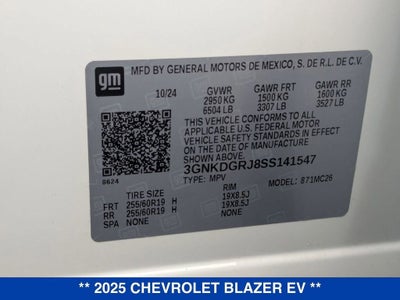 gm
MFD BY GENERAL MOTORS DE MEXICO, S. DE R.L. DE C.V.
10/24 GVWR GAWR FRT GAWR RR
2950 KG 1500 KG 1600 KG
6504 LB 3307 LB 3527 LB
THIS VEHICLE CONFORMS TO ALL
APPLICABLE U.S. FEDERAL MOTOR
VEHICLE SAFETY STANDARDS IN
EFFECT ON THE DATE OF
MANUFACTURE SHOWN ABOVE.
3GNKDGRJ8SS141547
TYPE: MPV MODEL: 871MC26
TIRE SIZE RIM
FRT 255/60R19 H 19X8.5J
RR 255/60R19 H 19X8.5J
SPA NONE NONE
** 2025 CHEVROLET BLAZER EV **